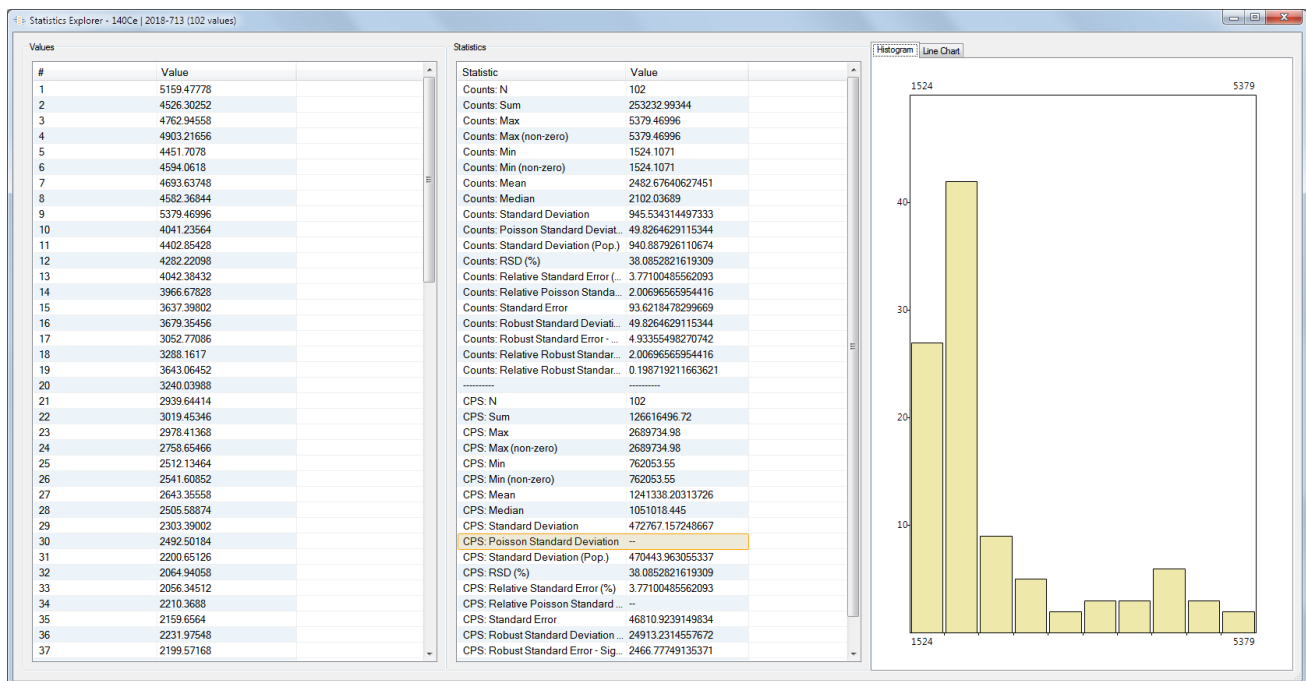 Statistics Explorer - 140Ce | 2018-713 (102 values)
Values
# Value
1 5159.47778
2 4526.30252
3 4762.94558
4 4903.21656
5 4451.7078
6 4594.0618
7 4693.63748
8 4582.36844
9 5379.46996
10 4041.23564
11 4402.85428
12 4282.22098
13 4042.38432
14 3966.67828
15 3637.39802
16 3679.35456
17 3052.77086
18 3288.1617
19 3643.06452
20 3240.03988
21 2939.64414
22 3019.45346
23 2978.41368
24 2758.65466
25 2512.13464
26 2541.60852
27 2643.35558
28 2505.58874
29 2303.39002
30 2492.50184
31 2200.65126
32 2064.94058
33 2056.34512
34 2210.3688
35 2159.6564
36 2231.97548
37 2199.57168
Statistics
Statistic Value
Counts: N 102
Counts: Sum 253232.99344
Counts: Max 5379.46996
Counts: Max (non-zero) 5379.46996
Counts: Min 1524.1071
Counts: Min (non-zero) 1524.1071
Counts: Mean 2482.67640627451
Counts: Median 2102.03689
Counts: Standard Deviation 945.534314497333
Counts: Poisson Standard Deviat... 49.8264629115344
Counts: Standard Deviation (Pop.) 940.887926110674
Counts: RSD (%) 38.0852821619309
Counts: Relative Standard Error (... 3.77100485562093
Counts: Relative Poisson Standa... 2.00696565954416
Counts: Standard Error 93.6218478299669
Counts: Robust Standard Deviati... 49.8264629115344
Counts: Robust Standard Error - ... 4.93355498270742
Counts: Relative Robust Standar... 2.00696565954416
Counts: Relative Robust Standar... 0.198719211663621
---------- ----------
CPS: N 102
CPS: Sum 126616496.72
CPS: Max 2689734.98
CPS: Max (non-zero) 2689734.98
CPS: Min 762053.55
CPS: Min (non-zero) 762053.55
CPS: Mean 1241338.20313726
CPS: Median 1051018.445
CPS: Standard Deviation 472767.157248667
CPS: Poisson Standard Deviation --
CPS: Standard Deviation (Pop.) 470443.963055337
CPS: RSD (%) 38.0852821619309
CPS: Relative Standard Error (%) 3.77100485562093
CPS: Relative Poisson Standard ... --
CPS: Standard Error 46810.9239149834
CPS: Robust Standard Deviation ... 24913.2314557672
CPS: Robust Standard Error - Sig... 2466.77749135371
Histogram Line Chart
1524 5379
40
30
20
10
1524 5379